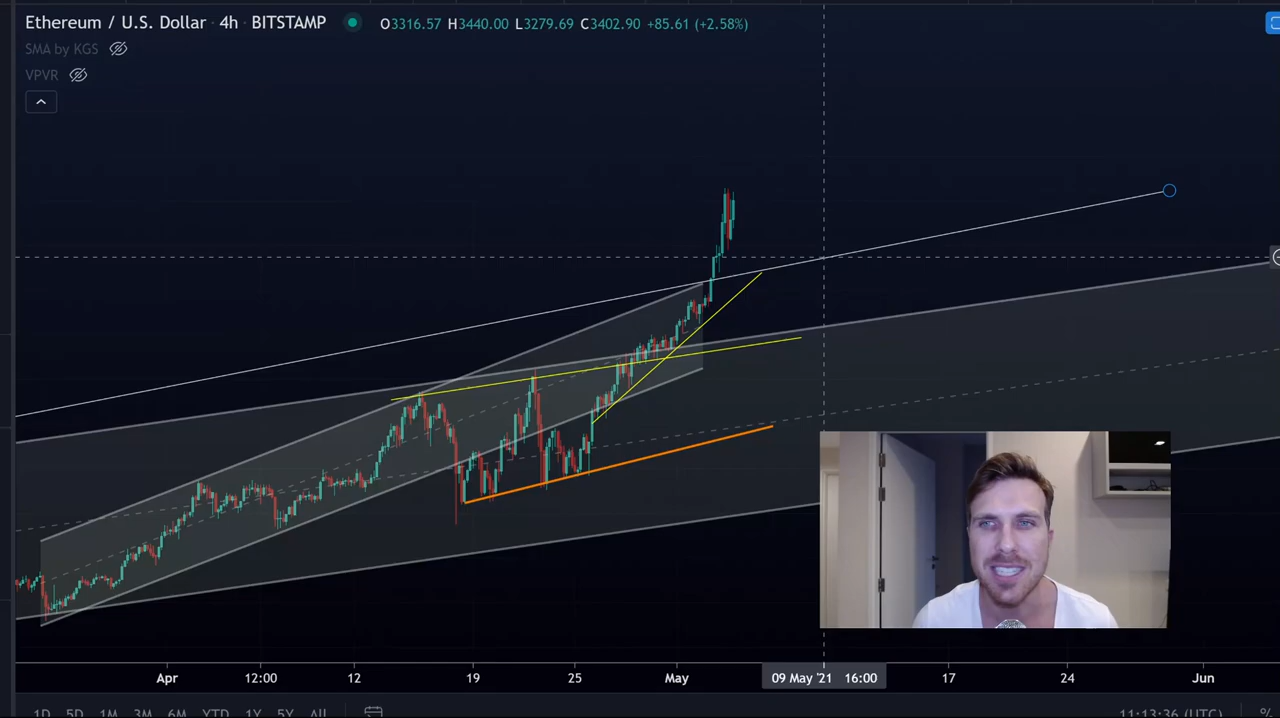 Ethereum / U.S. Dollar · 4h · BITSTAMP O3316.57 H3440.00 L3279.69 C3402.90 +85.61 (+2.58%)
SMA by KGS
VPVR
Apr 12:00 12 19 25 May 09 May '21 16:00 17 24 Jun
1D 5D 1M 3M 6M YTD 1Y 5Y All 11:13:36 (UTC) %